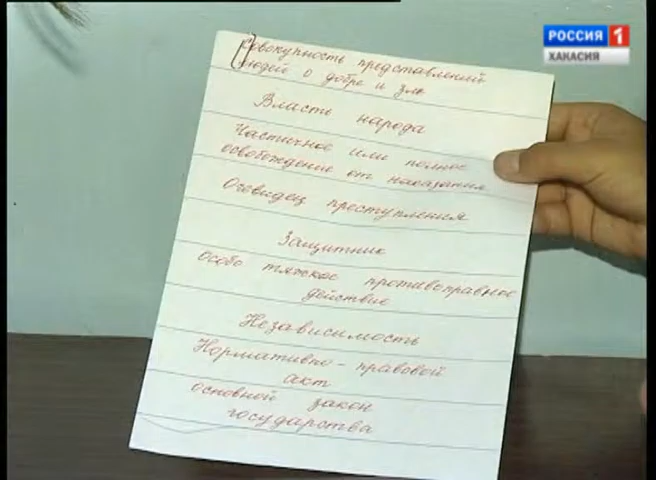 РОССИЯ 1
ХАКАСИЯ
Совокупность представлений
людей о добре и зле
Власть народа
Частичное или полное
освобождение от наказания
Очевидец преступления
Защитник
особо тяжкое противоправное
действие
Независимость
Нормативно - правовой
акт
основной закон
государства